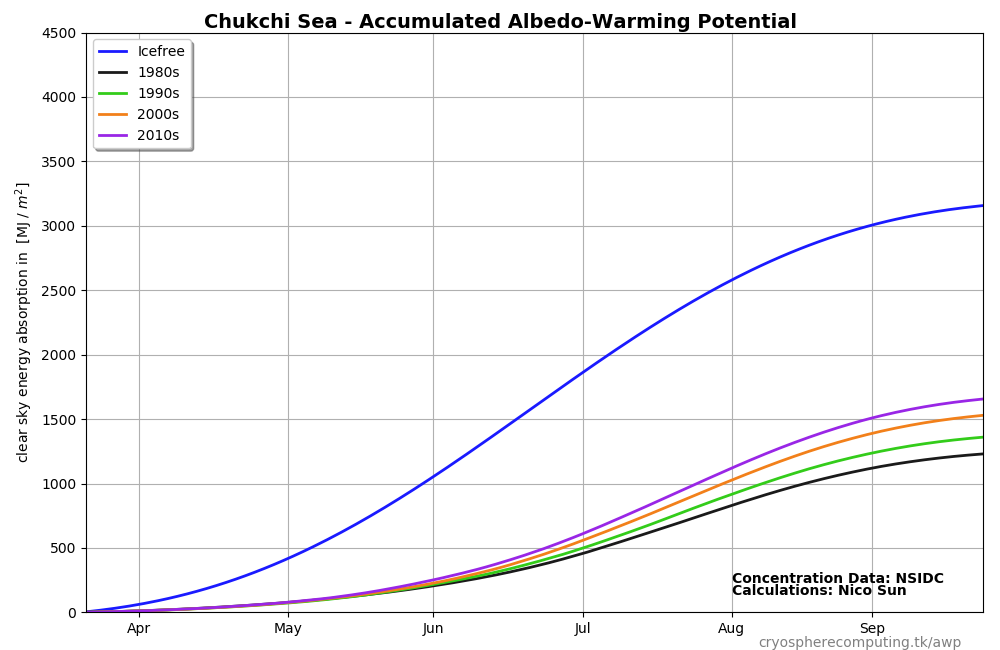 Chukchi Sea - Accumulated Albedo-Warming Potential
4500
4000
3500
3000
2500
2000
1500
1000
500
0
clear sky energy absorption in [MJ / m²]
Icefree
1980s
1990s
2000s
2010s
Concentration Data: NSIDC
Calculations: Nico Sun
Apr May Jun Jul Aug Sep
cryospherecomputing.tk/awp